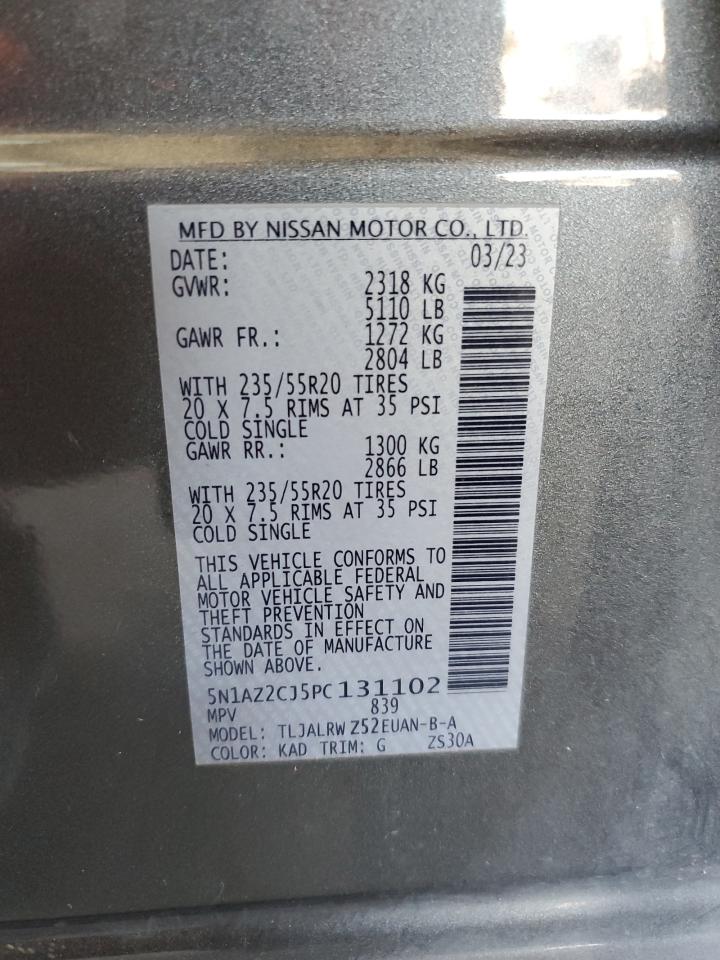 MFD BY NISSAN MOTOR CO., LTD.
DATE: 03/23
GVWR: 2318 KG
5110 LB
GAWR FR.: 1272 KG
2804 LB
WITH 235/55R20 TIRES
20 X 7.5 RIMS AT 35 PSI
COLD SINGLE
GAWR RR.: 1300 KG
2866 LB
WITH 235/55R20 TIRES
20 X 7.5 RIMS AT 35 PSI
COLD SINGLE
THIS VEHICLE CONFORMS TO
ALL APPLICABLE FEDERAL
MOTOR VEHICLE SAFETY AND
THEFT PREVENTION
STANDARDS IN EFFECT ON
THE DATE OF MANUFACTURE
SHOWN ABOVE.
5N1AZ2CJ5PC131102
MPV 839
MODEL: TLJALRW Z52EUAN-B-A
COLOR: KAD TRIM: G ZS30A